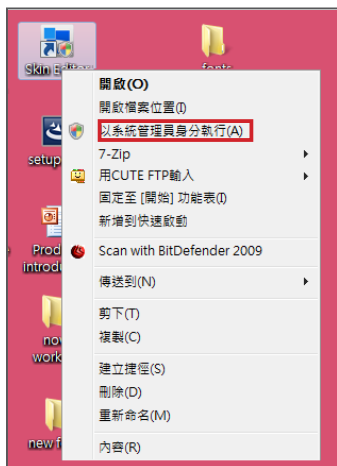 Skin Editor
fonts
開啟(O)
開啟檔案位置(I)
以系統管理員身分執行(A)
7-Zip
setup
用CUTE FTP輸入
固定至 [開始] 功能表(I)
新增到快速啟動
Prod
introdu
Scan with BitDefender 2009
傳送到(N)
剪下(T)
複製(C)
work
建立捷徑(S)
刪除(D)
重新命名(M)
new f
內容(R)